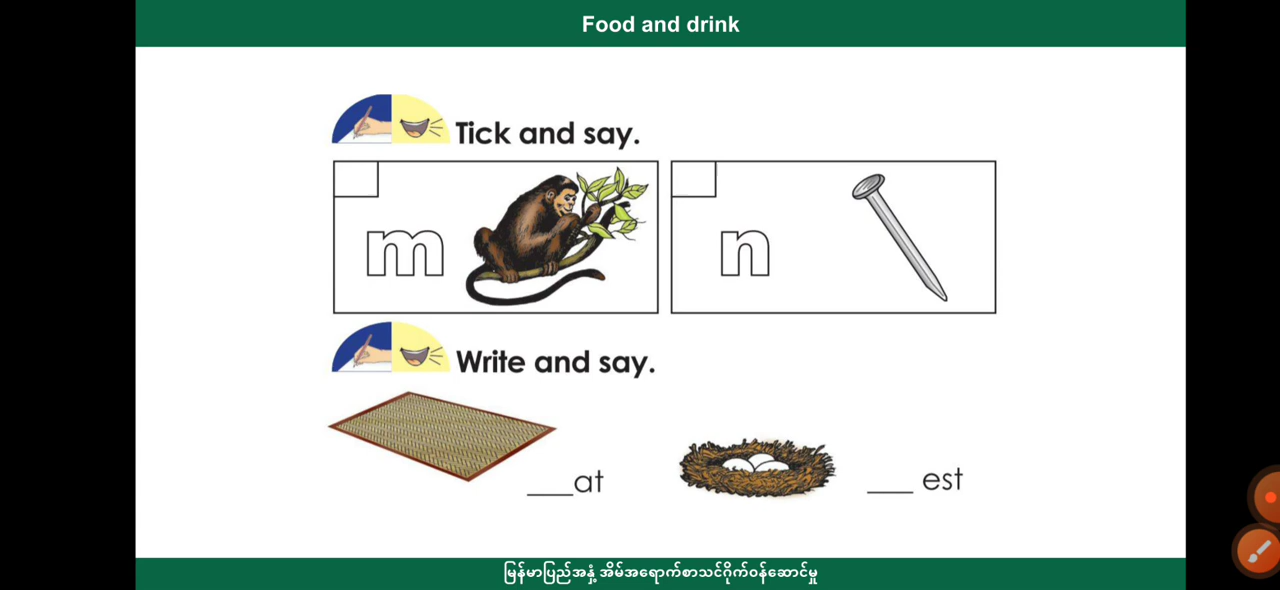 Food and drink
Tick and say.
m
n
Write and say.
___at
___ est
မြန်မာပြည်အနှံ့ အိမ်အရောက်စာသင်ဂိုက်ဝန်ဆောင်မှု